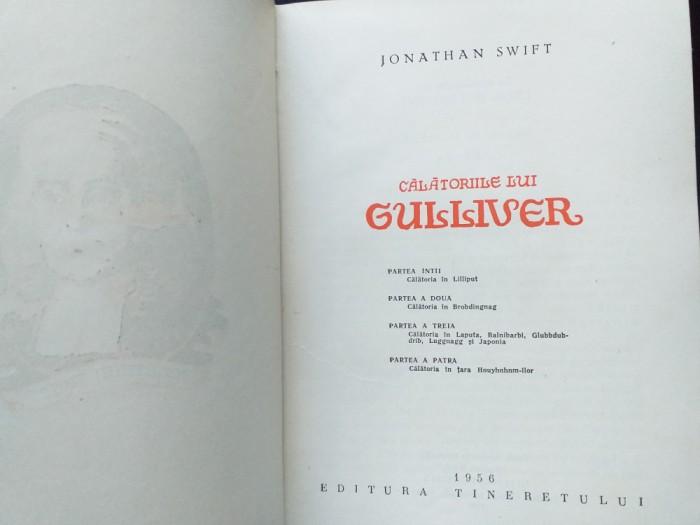 JONATHAN SWIFT
CĂLĂTORIILE LUI
GULLIVER
PARTEA INTII
Călătoria în Lilliput
PARTEA A DOUA
Călătoria în Brobdingnag
PARTEA A TREIA
Călătoria în Laputa, Balnibarbi, Glubbdub-
drib, Luggnagg și Japonia
PARTEA A PATRA
Călătoria în țara Houyhnhnm-ilor
1956
EDITURA TINERETULUI